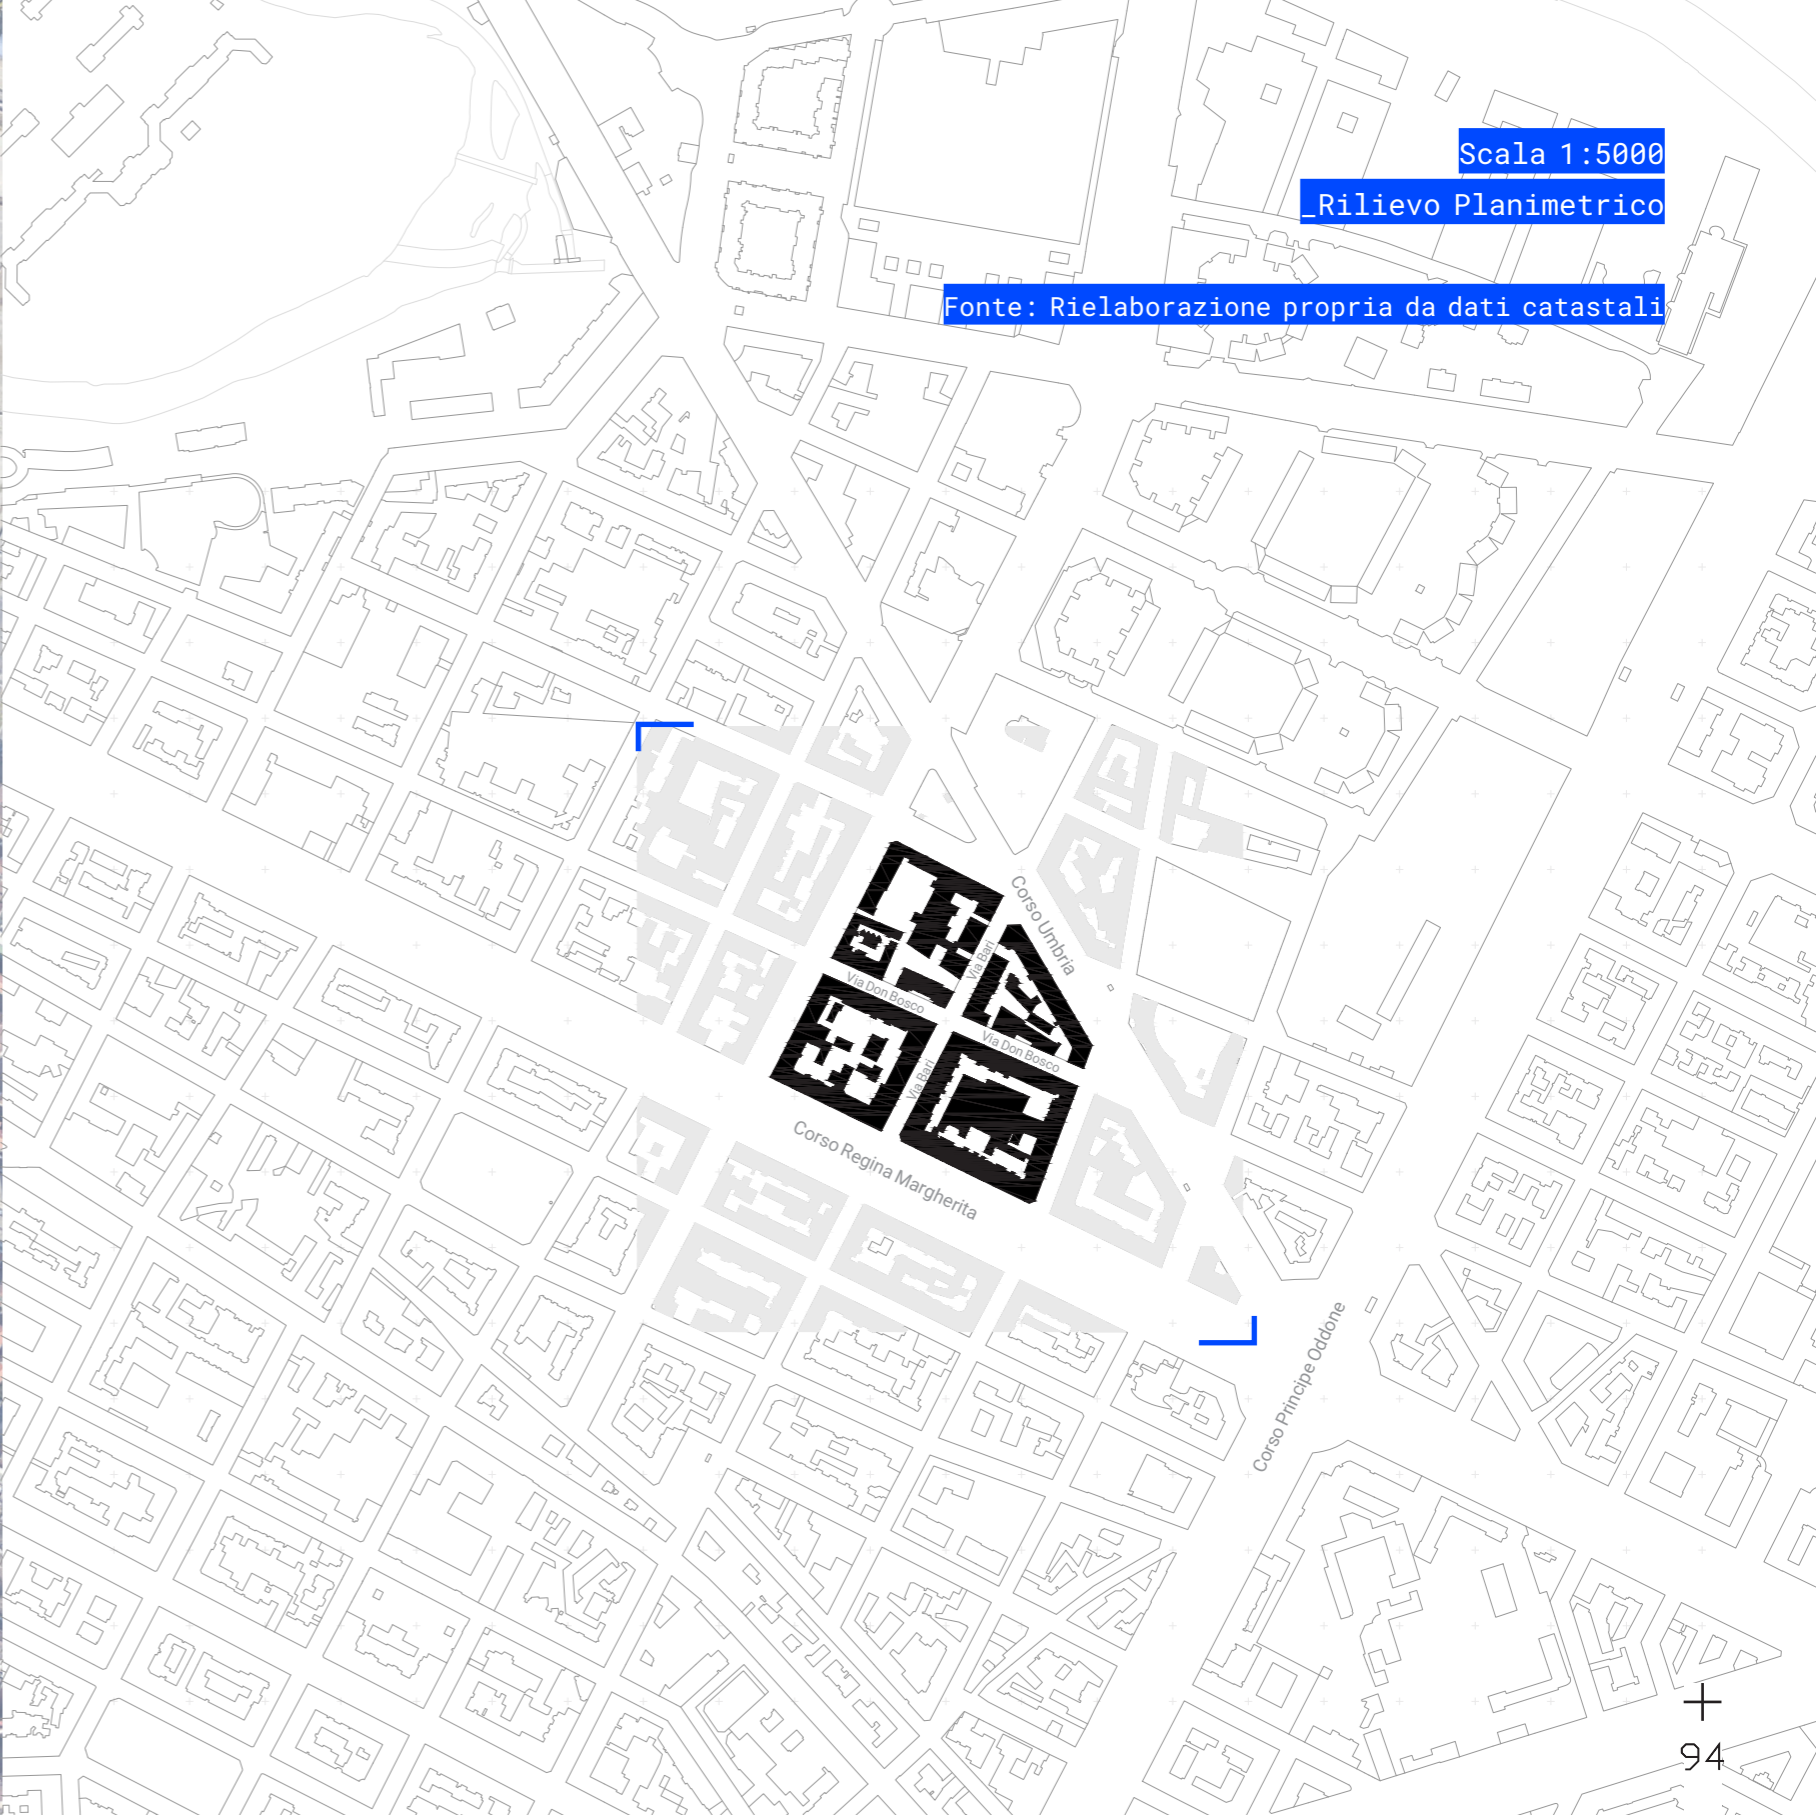 Scala 1:5000
_Rilievo Planimetrico
Fonte: Rielaborazione propria da dati catastali
Corso Umbria
Via Bari
Via Don Bosco
Via Don Bosco
Via Bari
Corso Regina Margherita
Corso Principe Oddone
94